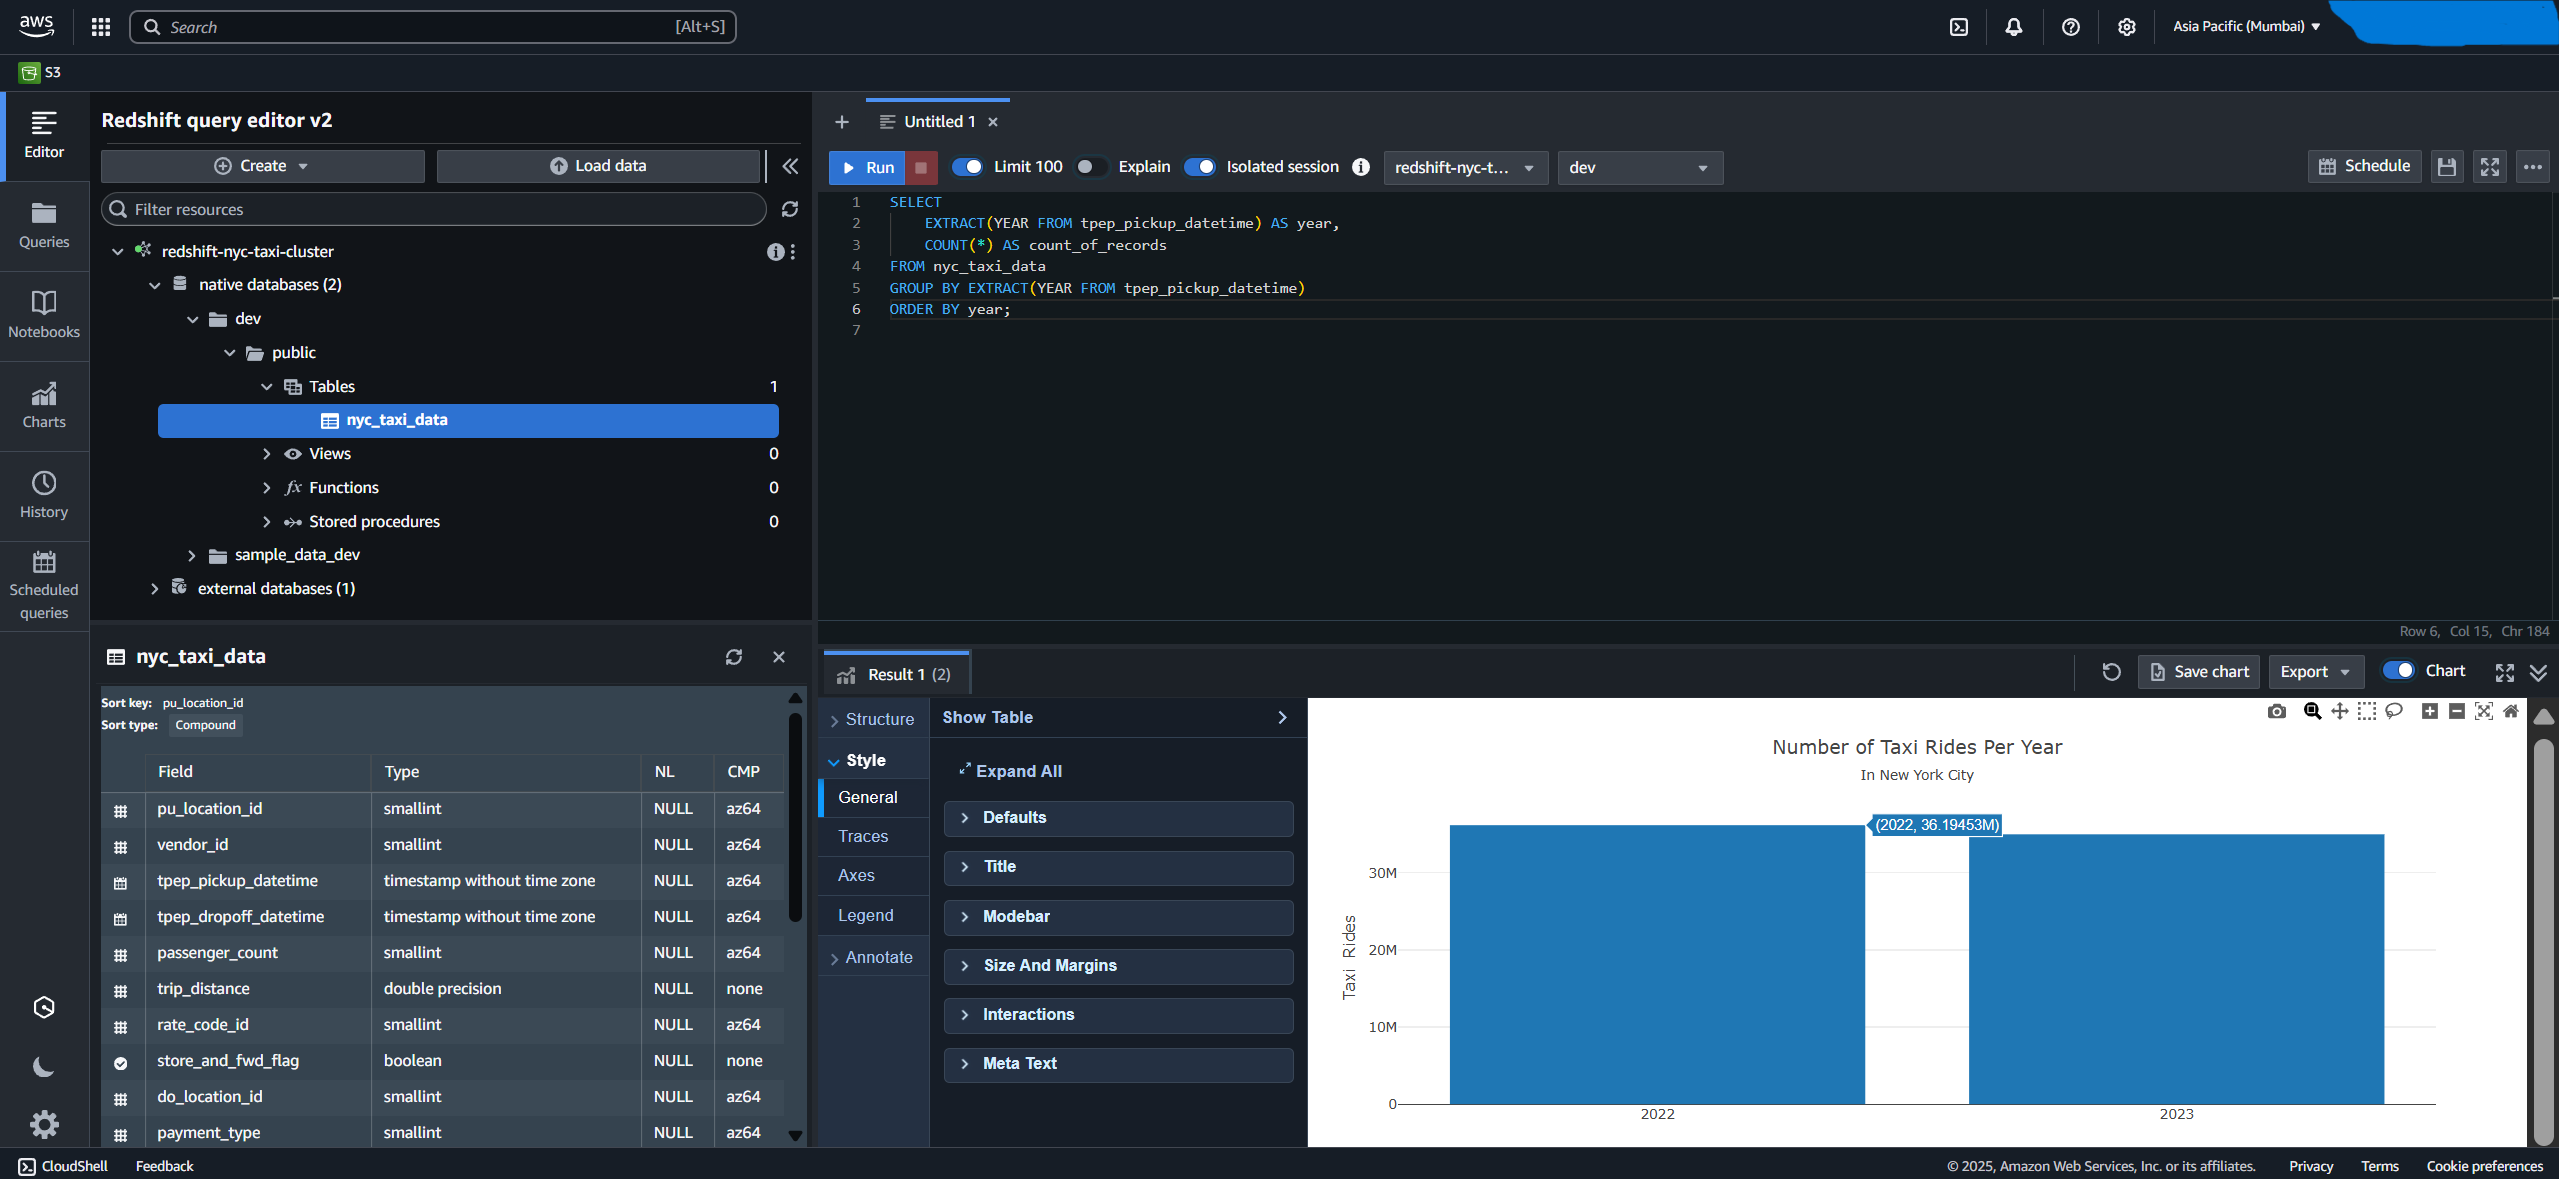 aws
Search [Alt+S]
Asia Pacific (Mumbai)
S3
Editor
Queries
Notebooks
Charts
History
Scheduled
queries
Redshift query editor v2
Create
Load data
Filter resources
redshift-nyc-taxi-cluster
native databases (2)
dev
public
Tables 1
nyc_taxi_data
Views 0
Functions 0
Stored procedures 0
sample_data_dev
external databases (1)
nyc_taxi_data
Sort key: pu_location_id
Sort type: Compound
Field Type NL CMP
pu_location_id smallint NULL az64
vendor_id smallint NULL az64
tpep_pickup_datetime timestamp without time zone NULL az64
tpep_dropoff_datetime timestamp without time zone NULL az64
passenger_count smallint NULL az64
trip_distance double precision NULL none
rate_code_id smallint NULL az64
store_and_fwd_flag boolean NULL none
do_location_id smallint NULL az64
payment_type smallint NULL az64
Untitled 1
Run Limit 100 Explain Isolated session redshift-nyc-t... dev Schedule
1 SELECT
2 EXTRACT(YEAR FROM tpep_pickup_datetime) AS year,
3 COUNT(*) AS count_of_records
4 FROM nyc_taxi_data
5 GROUP BY EXTRACT(YEAR FROM tpep_pickup_datetime)
6 ORDER BY year;
7
Row 6, Col 15, Chr 184
Result 1 (2)
Save chart Export Chart
Structure
Style
General
Traces
Axes
Legend
Annotate
Show Table
Expand All
Defaults
Title
Modebar
Size And Margins
Interactions
Meta Text
Number of Taxi Rides Per Year
In New York City
(2022, 36.19453M)
Taxi Rides
30M
20M
10M
0
2022 2023
CloudShell Feedback
© 2025, Amazon Web Services, Inc. or its affiliates. Privacy Terms Cookie preferences